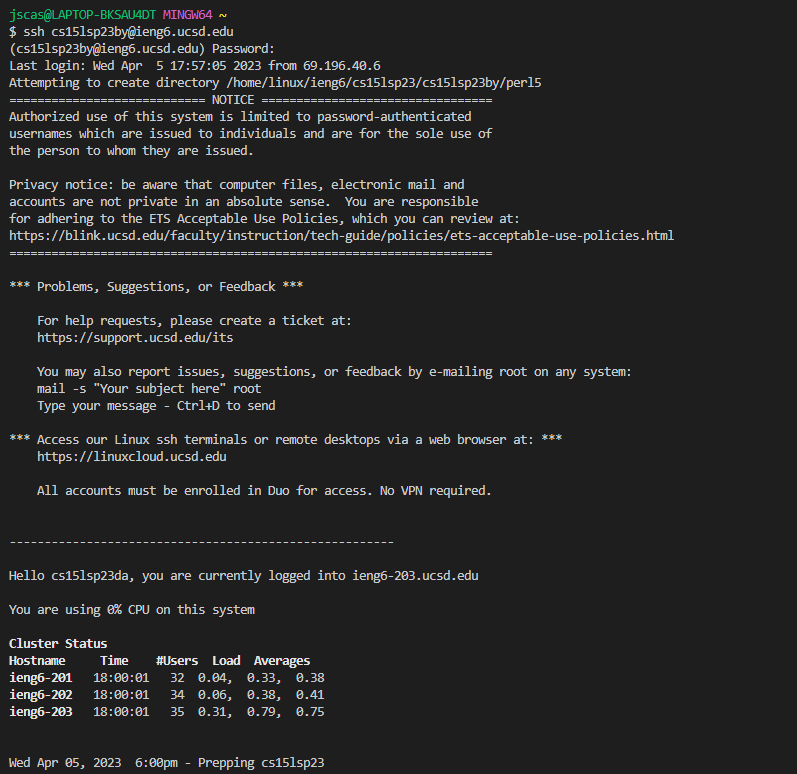 jscas@LAPTOP-BKSAU4DT MINGW64 ~
$ ssh cs15lsp23by@ieng6.ucsd.edu
(cs15lsp23by@ieng6.ucsd.edu) Password:
Last login: Wed Apr  5 17:57:05 2023 from 69.196.40.6
Attempting to create directory /home/linux/ieng6/cs15lsp23/cs15lsp23by/perl5
============================ NOTICE =================================
Authorized use of this system is limited to password-authenticated
usernames which are issued to individuals and are for the sole use of
the person to whom they are issued.

Privacy notice: be aware that computer files, electronic mail and
accounts are not private in an absolute sense.  You are responsible
for adhering to the ETS Acceptable Use Policies, which you can review at:
https://blink.ucsd.edu/faculty/instruction/tech-guide/policies/ets-acceptable-use-policies.html
=====================================================================

*** Problems, Suggestions, or Feedback ***

    For help requests, please create a ticket at:
    https://support.ucsd.edu/its

    You may also report issues, suggestions, or feedback by e-mailing root on any system:
    mail -s "Your subject here" root
    Type your message - Ctrl+D to send

*** Access our Linux ssh terminals or remote desktops via a web browser at: ***
    https://linuxcloud.ucsd.edu

    All accounts must be enrolled in Duo for access. No VPN required.


-------------------------------------------------------

Hello cs15lsp23da, you are currently logged into ieng6-203.ucsd.edu

You are using 0% CPU on this system

Cluster Status
Hostname     Time    #Users  Load  Averages
ieng6-201   18:00:01   32  0.04,  0.33,  0.38
ieng6-202   18:00:01   34  0.06,  0.38,  0.41
ieng6-203   18:00:01   35  0.31,  0.79,  0.75


Wed Apr 05, 2023  6:00pm - Prepping cs15lsp23